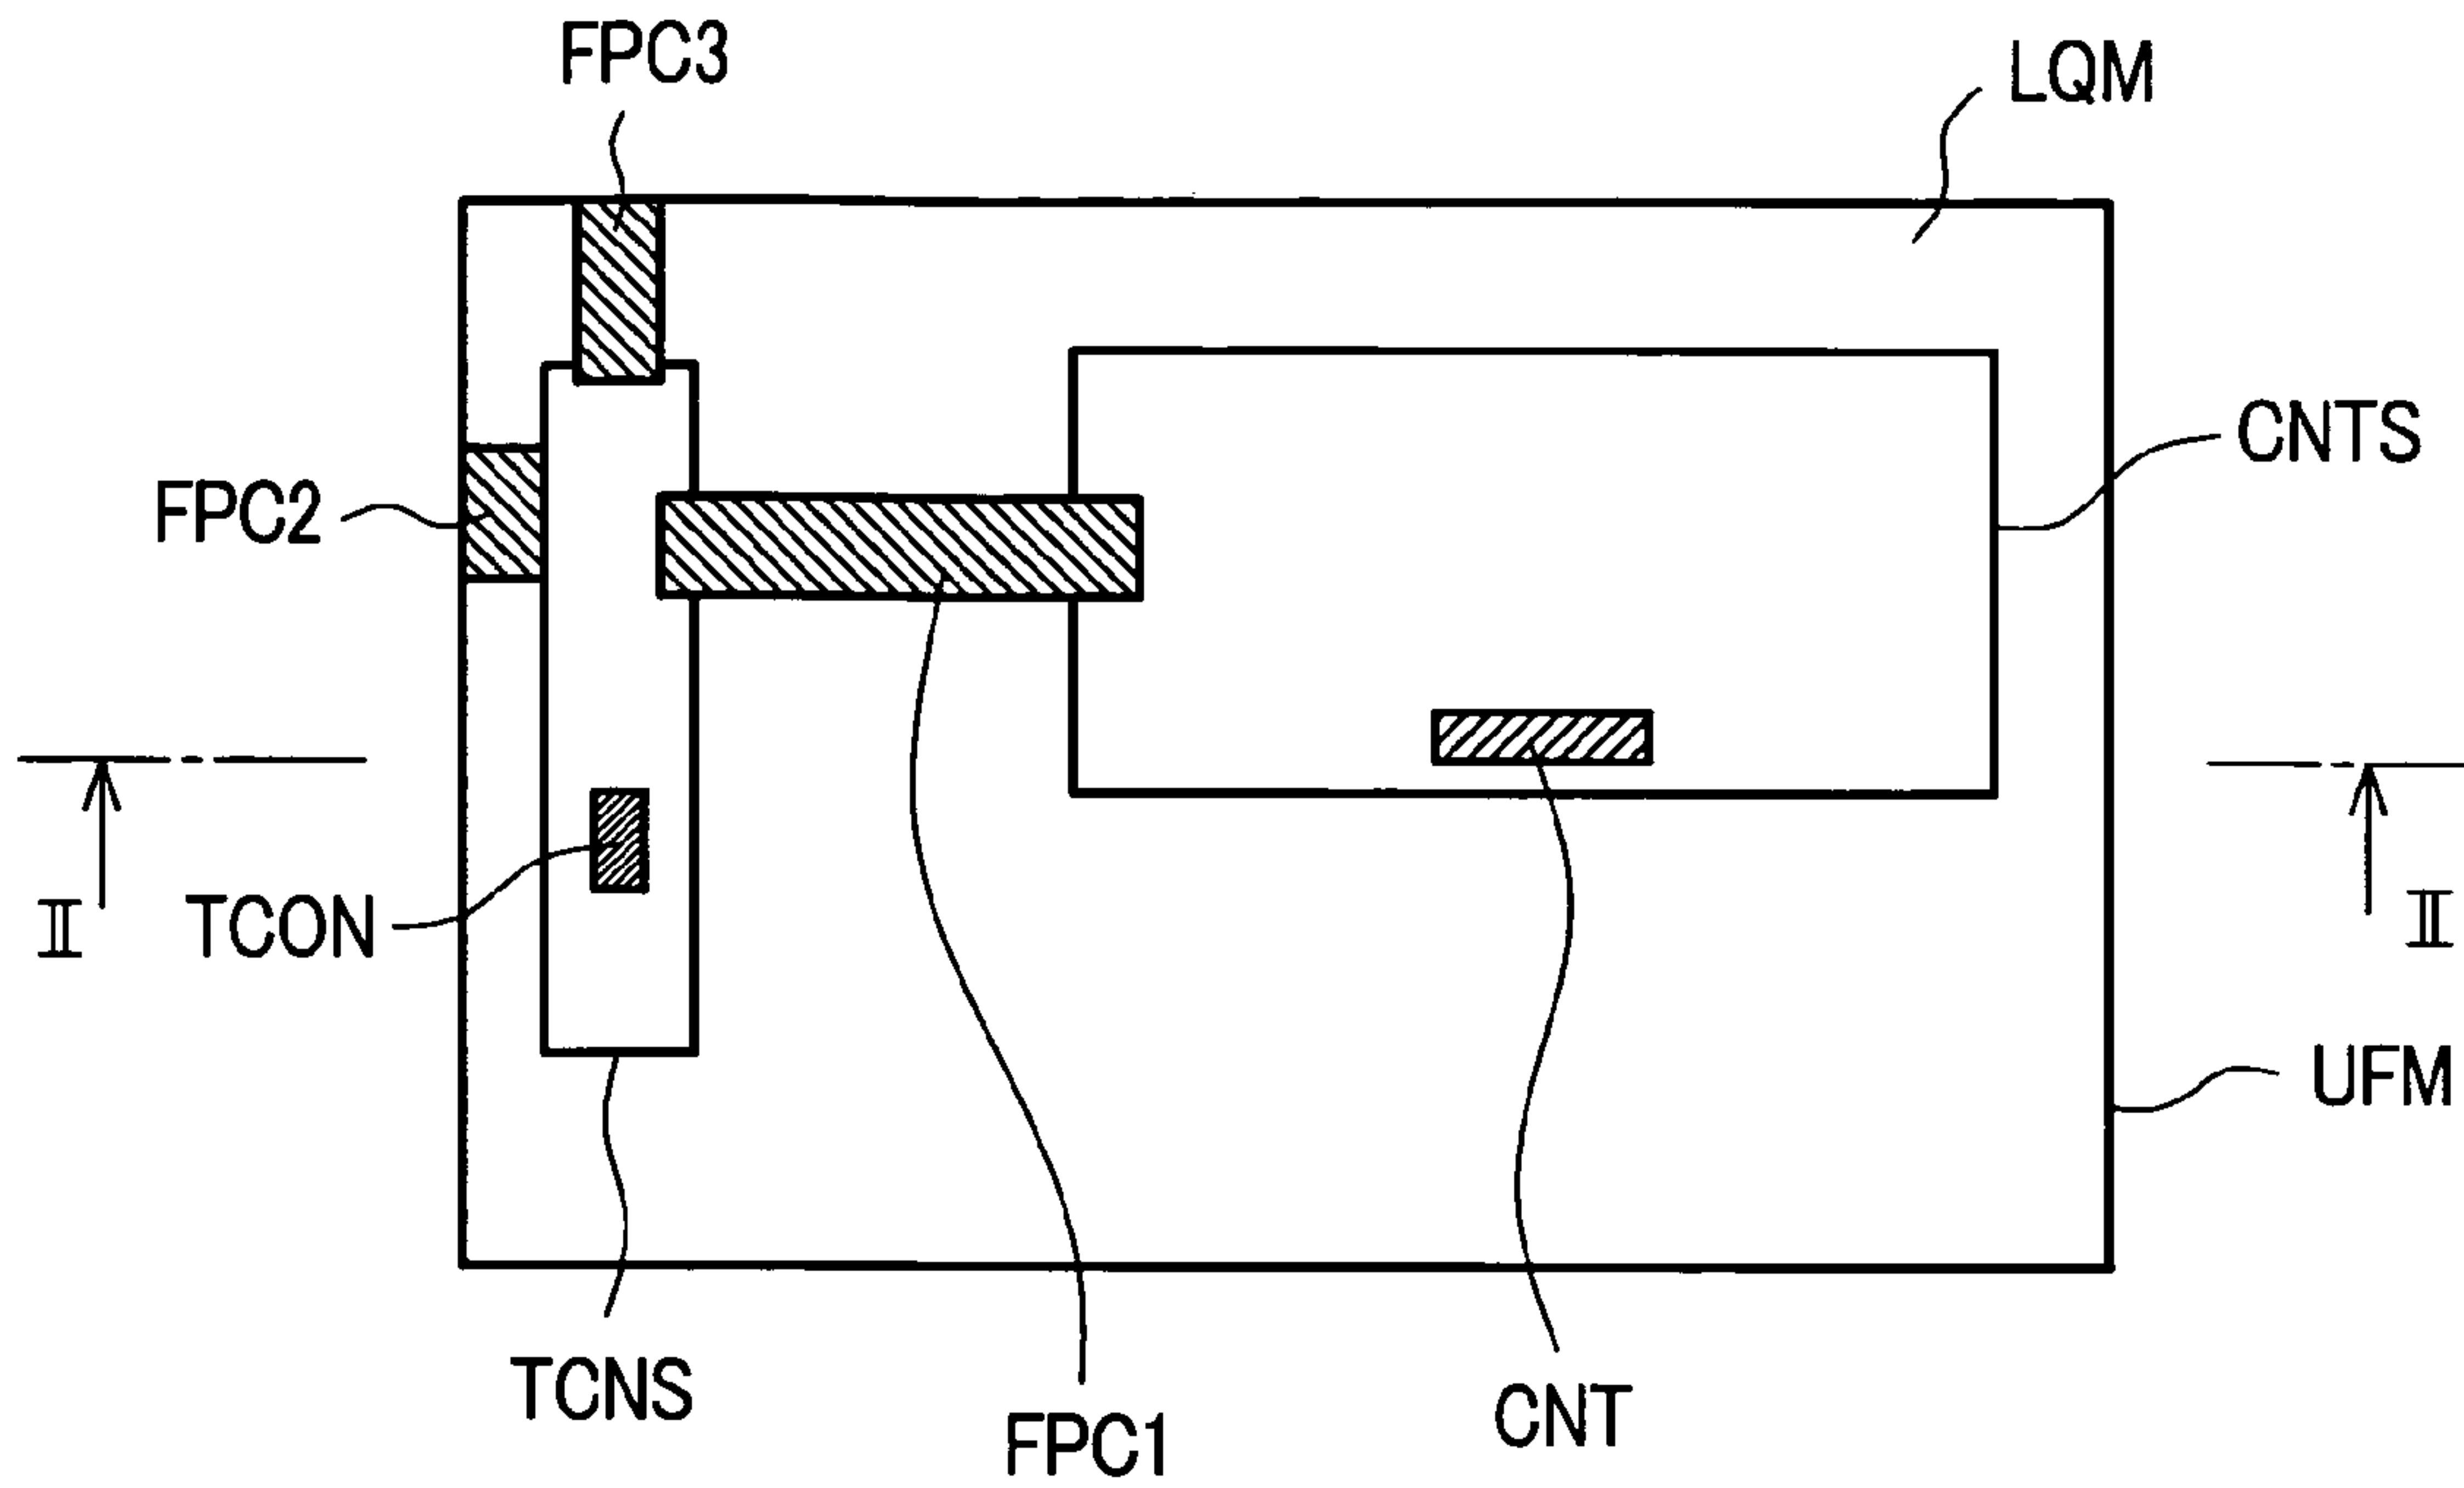 FPC3
LQM
CNTS
FPC2
II
TCON
II
UFM
TCNS
FPC1
CNT